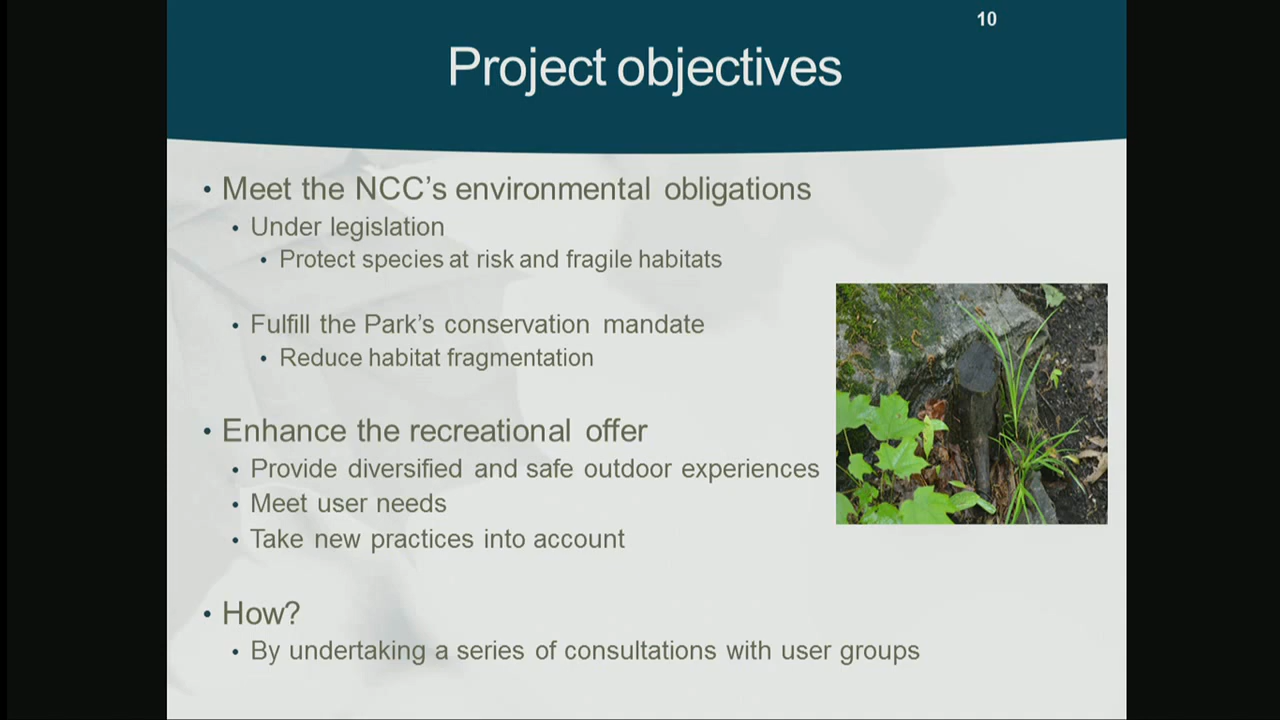 10
Project objectives
• Meet the NCC’s environmental obligations
• Under legislation
• Protect species at risk and fragile habitats
• Fulfill the Park’s conservation mandate
• Reduce habitat fragmentation
• Enhance the recreational offer
• Provide diversified and safe outdoor experiences
• Meet user needs
• Take new practices into account
• How?
• By undertaking a series of consultations with user groups